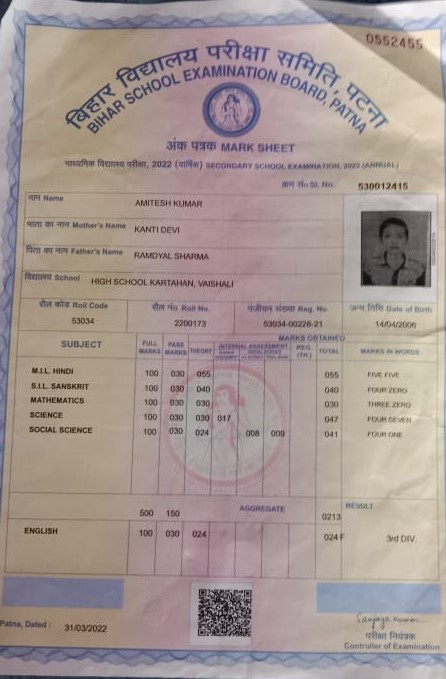 0552455
बिहार विद्यालय परीक्षा समिति, पटना
BIHAR SCHOOL EXAMINATION BOARD, PATNA
अंक पत्रक MARK SHEET
माध्यमिक विद्यालय परीक्षा, 2022 (वार्षिक) SECONDARY SCHOOL EXAMINATION, 2022 (ANNUAL)
क्रम सं० Sl. No. 530012415
नाम Name AMITESH KUMAR
माता का नाम Mother's Name KANTI DEVI
पिता का नाम Father's Name RAMDYAL SHARMA
विद्यालय School HIGH SCHOOL KARTAHAN, VAISHALI
रौल कोड Roll Code रौल नं० Roll No. पंजीयन संख्या Reg. No. जन्म तिथि Date of Birth
53034 2200173 53034-00226-21 14/04/2006
MARKS OBTAINED
SUBJECT FULL MARKS PASS MARKS THEORY INTERNAL ASSESSMENT REG. (TH.) TOTAL MARKS IN WORDS
M.I.L. HINDI 100 030 055 055 FIVE FIVE
S.I.L. SANSKRIT 100 030 040 040 FOUR ZERO
MATHEMATICS 100 030 030 030 THREE ZERO
SCIENCE 100 030 030 017 047 FOUR SEVEN
SOCIAL SCIENCE 100 030 024 008 009 041 FOUR ONE
500 150 AGGREGATE 0213 RESULT
ENGLISH 100 030 024 024 F 3rd DIV.
Patna, Dated : 31/03/2022
Sanjay Kumar
परीक्षा नियंत्रक
Controller of Examination